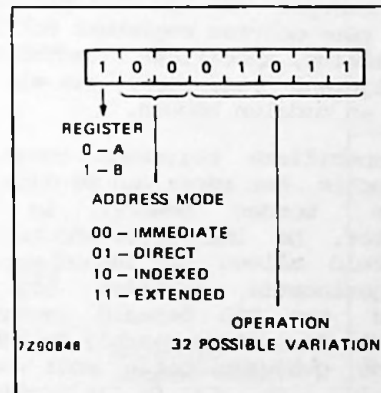 1 0 0 0 1 0 1 1
REGISTER
0 – A
1 – B
ADDRESS MODE
00 – IMMEDIATE
01 – DIRECT
10 – INDEXED
11 – EXTENDED
OPERATION
7Z90848 32 POSSIBLE VARIATION